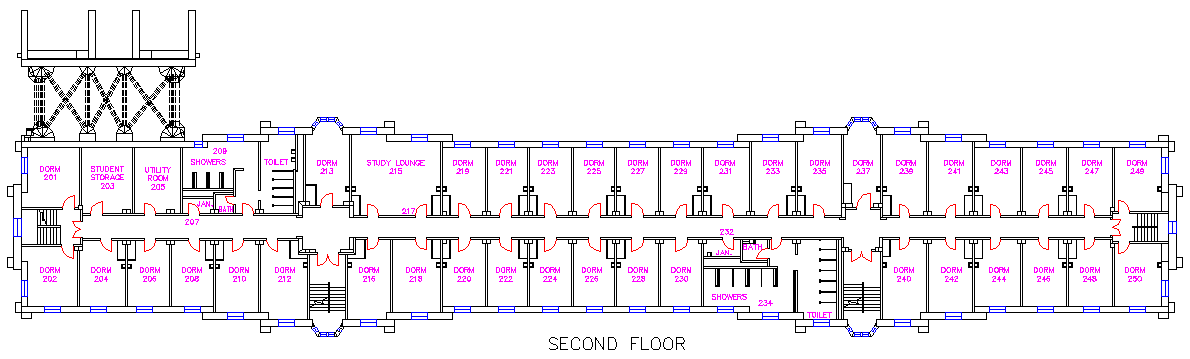 DORM
201
STUDENT
STORAGE
203
UTILITY
ROOM
205
209
SHOWERS
TOILET
JAN.
BATH
207
DORM
213
STUDY LOUNGE
215
217
DORM
219
DORM
221
DORM
223
DORM
225
DORM
227
DORM
229
DORM
231
DORM
233
DORM
235
DORM
237
DORM
239
DORM
241
DORM
243
DORM
245
DORM
247
DORM
249
DORM
202
DORM
204
DORM
206
DORM
208
DORM
210
DORM
212
DORM
216
DORM
218
DORM
220
DORM
222
DORM
224
DORM
226
DORM
228
DORM
230
232
BATH
JAN.
SHOWERS
234
TOILET
DORM
240
DORM
242
DORM
244
DORM
246
DORM
248
DORM
250
SECOND FLOOR